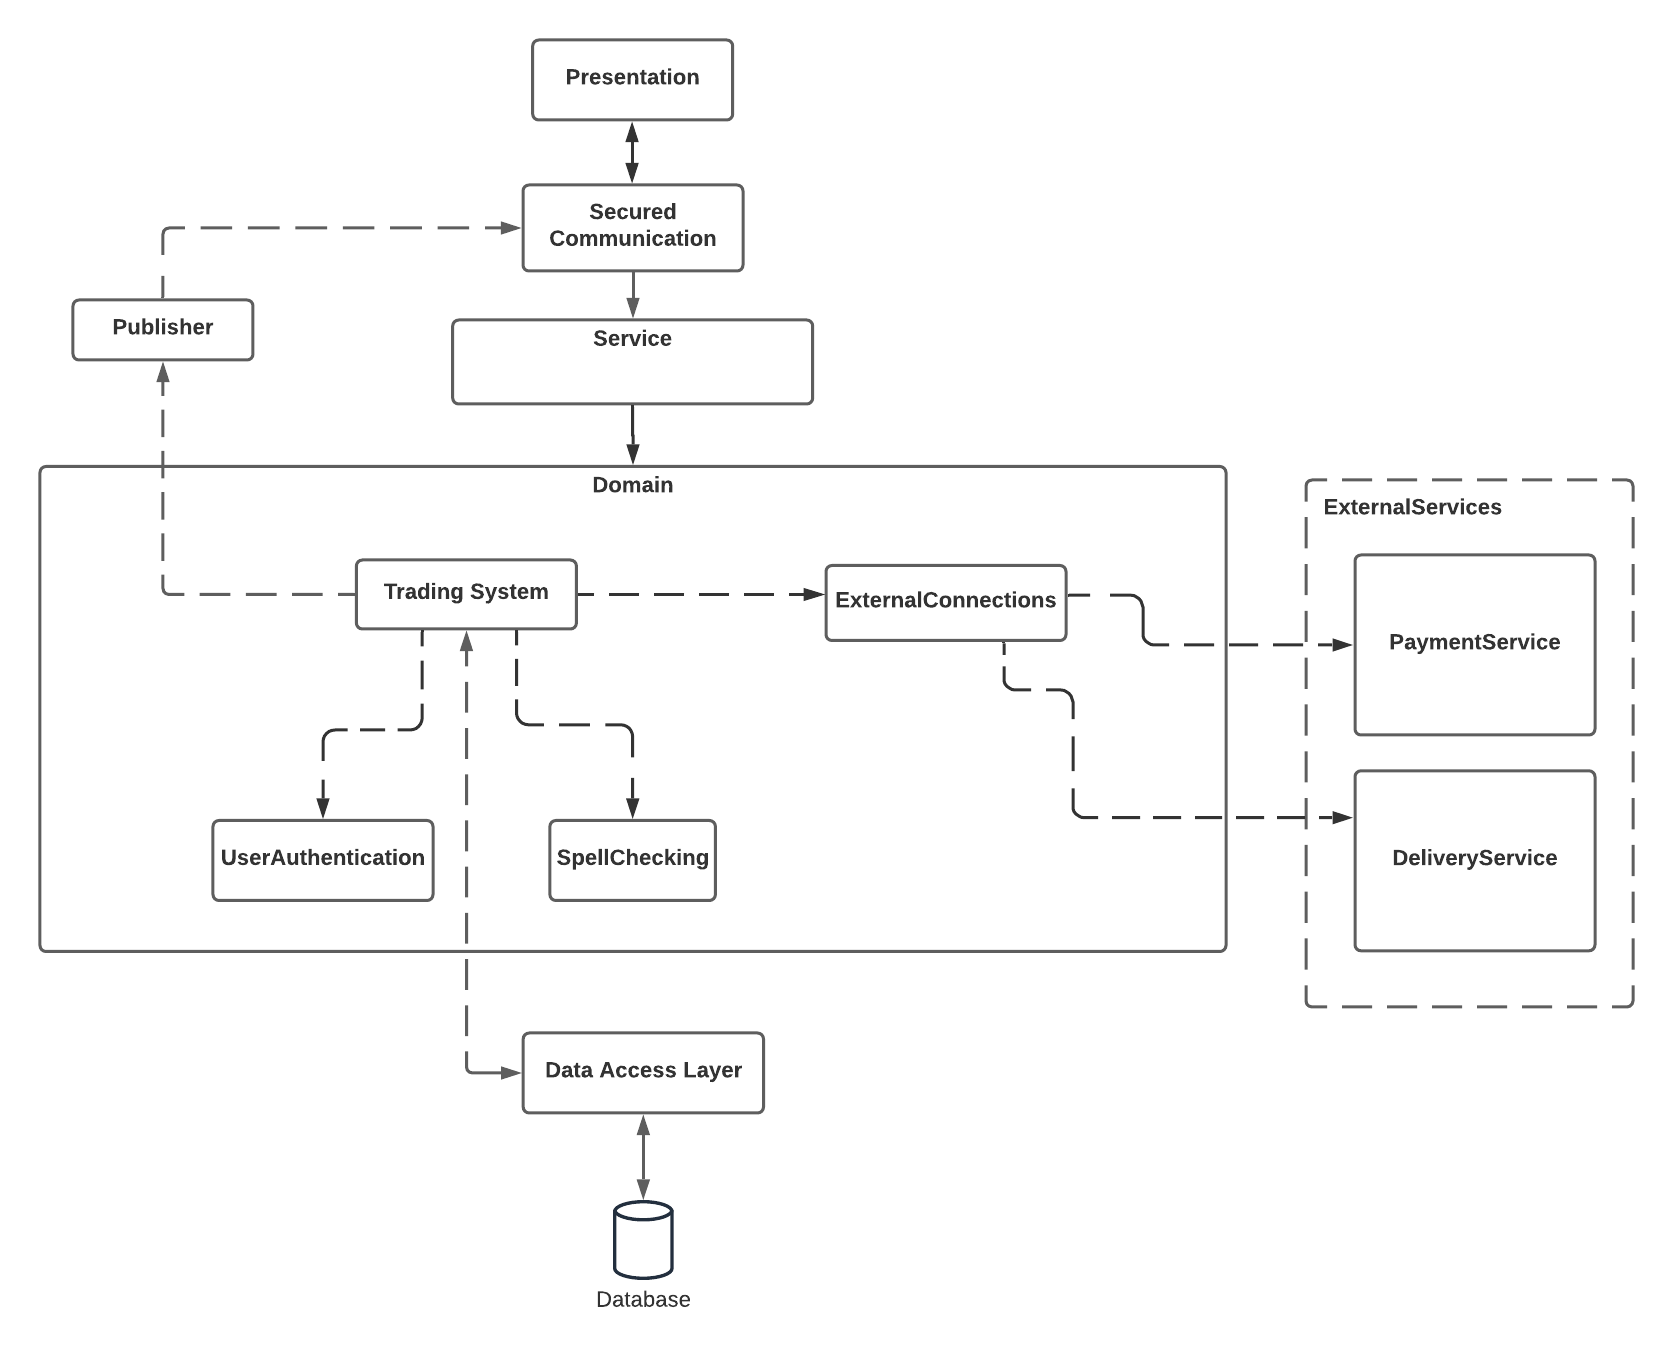 Presentation
Secured
Communication
Publisher
Service
Domain
ExternalServices
Trading System
ExternalConnections
PaymentService
UserAuthentication
SpellChecking
DeliveryService
Data Access Layer
Database